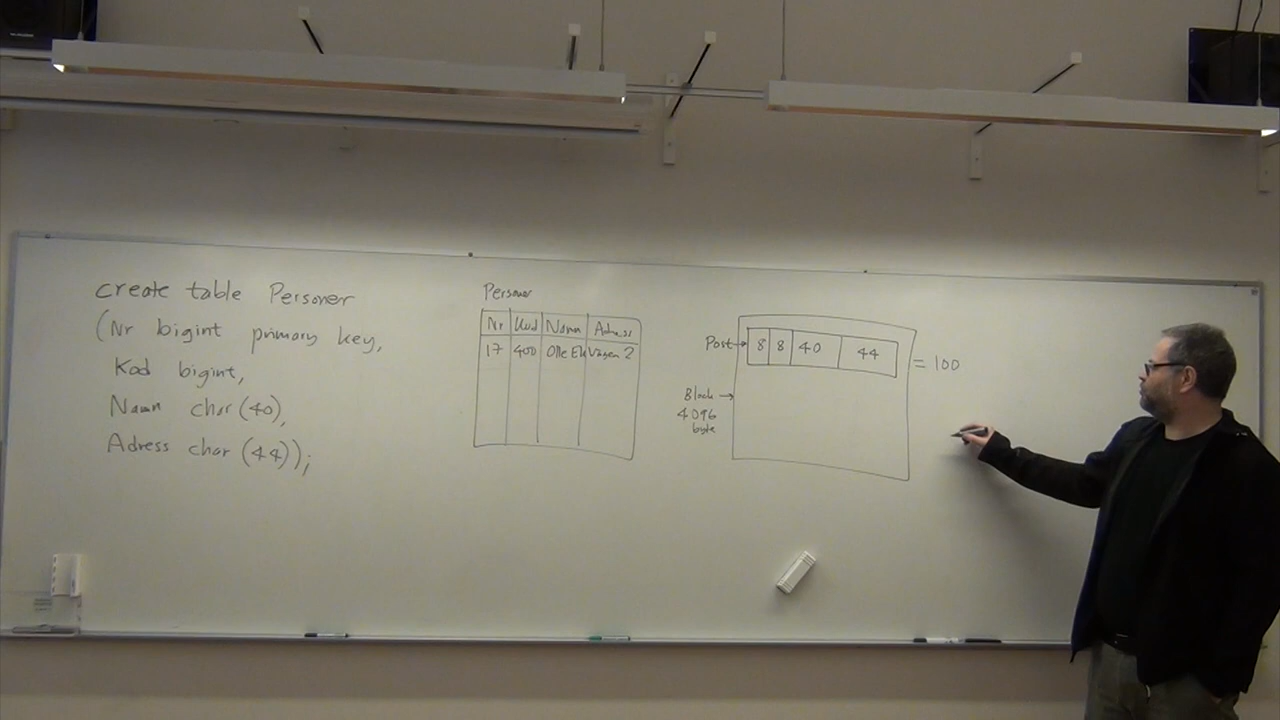 create table Personer
(Nr bigint primary key,
Kod bigint,
Namn char (40),
Adress char (44));
Personer
Nr Kod Namn Adress
17 400 Olle Ek Vägen 2
Post → 8 8 40 44 = 100
Block →
4096
byte